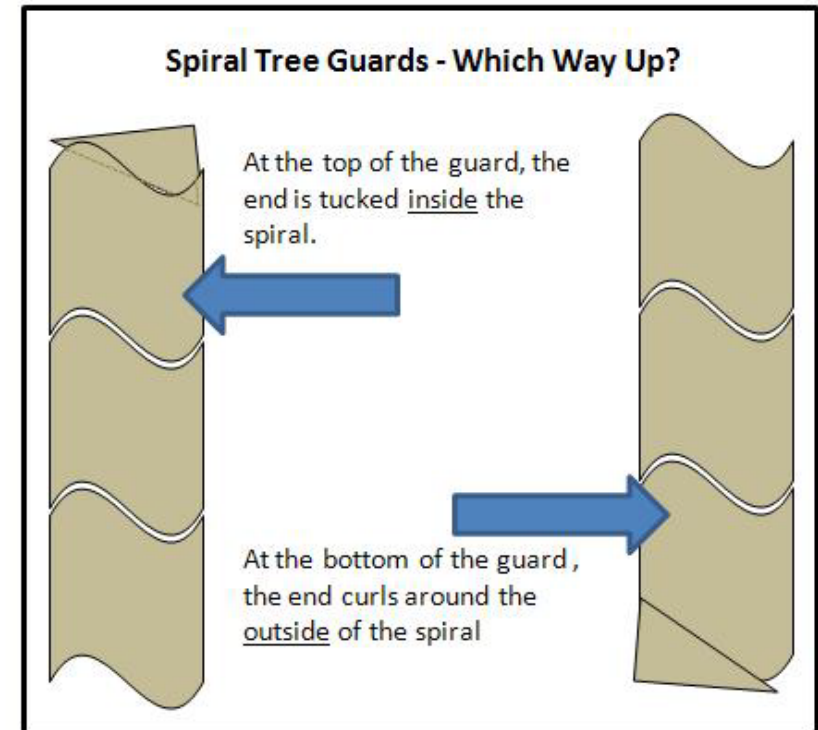 Spiral Tree Guards - Which Way Up?
At the top of the guard, the
end is tucked inside the
spiral.
At the bottom of the guard ,
the end curls around the
outside of the spiral